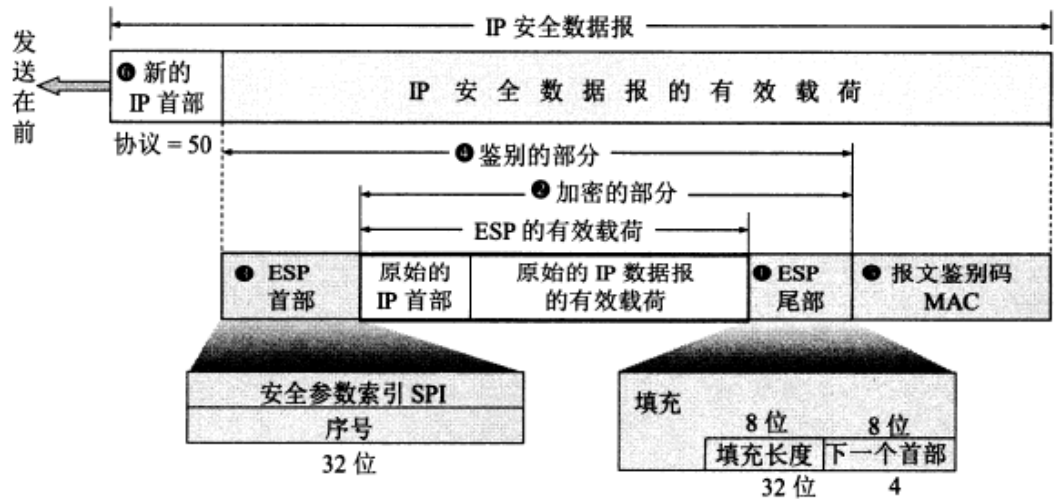 IP 安全数据报
发送在前
❻ 新的
IP 首部
IP 安全数据报的有效载荷
协议 = 50
❹ 鉴别的部分
❷ 加密的部分
ESP 的有效载荷
❸ ESP
首部
原始的
IP 首部
原始的 IP 数据报
的有效载荷
❶ ESP
尾部
❺ 报文鉴别码
MAC
安全参数索引 SPI
序号
32 位
填充
8 位
8 位
填充长度
下一个首部
32 位
4